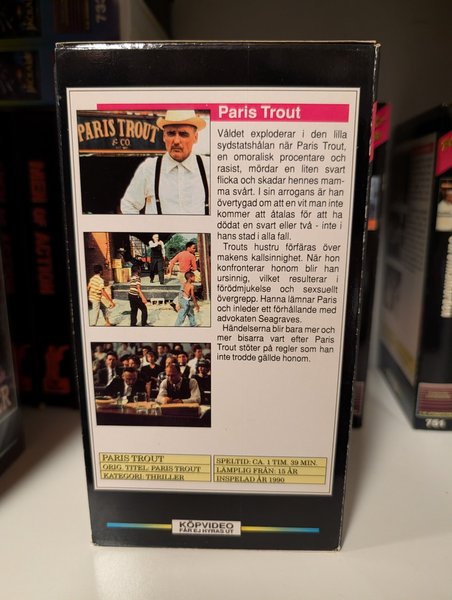 Paris Trout
PARIS TROUT
& CO.
Våldet exploderar i den lilla
sydstatshålan när Paris Trout,
en omoralisk procentare och
rasist, mördar en liten svart
flicka och skadar hennes mam-
ma svårt. I sin arrogans är han
övertygad om att en vit man inte
kommer att åtalas för att ha
dödat en svart eller två - inte i
hans stad i alla fall.
Trouts hustru förfäras över
makens kallsinnighet. När hon
konfronterar honom blir han
ursinnig, vilket resulterar i
förödmjukelse och sexuellt
övergrepp. Hanna lämnar Paris
och inleder ett förhållande med
advokaten Seagraves.
Händelserna blir bara mer och
mer bisarra vart efter Paris
Trout stöter på regler som han
inte trodde gällde honom.
PARIS TROUT
ORIG. TITEL: PARIS TROUT
KATEGORI: THRILLER
SPELTID: CA. 1 TIM. 39 MIN.
LÄMPLIG FRÅN: 15 ÅR
INSPELAD ÅR 1990
KÖPVIDEO
FÅR EJ HYRAS UT